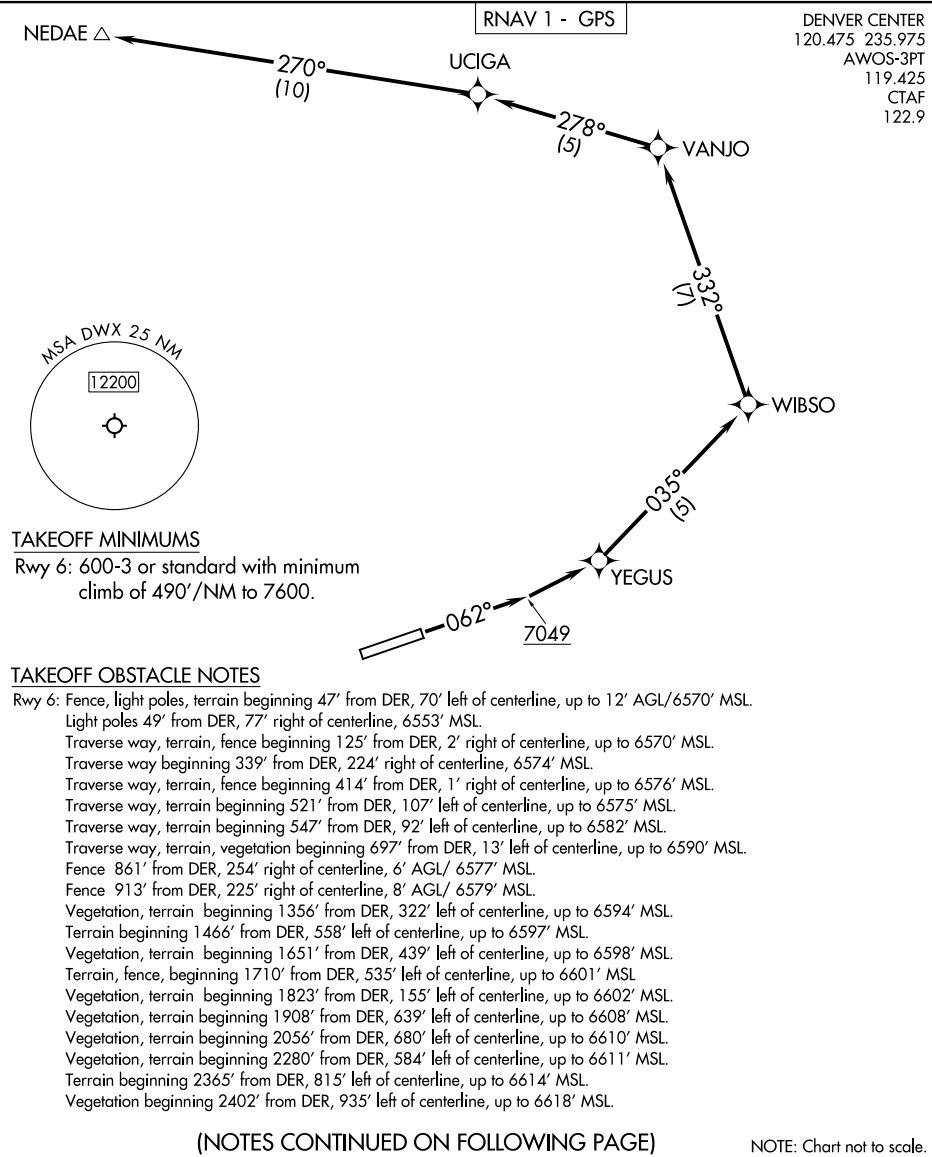 RNAV 1 - GPS
DENVER CENTER
120.475 235.975
AWOS-3PT
119.425
CTAF
122.9
NEDAE
270°
(10)
UCIGA
278°
(5)
VANJO
332°
(7)
WIBSO
035°
(5)
YEGUS
062°
7049
MSA DWX 25 NM
12200
TAKEOFF MINIMUMS
Rwy 6: 600-3 or standard with minimum
climb of 490'/NM to 7600.
TAKEOFF OBSTACLE NOTES
Rwy 6: Fence, light poles, terrain beginning 47' from DER, 70' left of centerline, up to 12' AGL/6570' MSL.
Light poles 49' from DER, 77' right of centerline, 6553' MSL.
Traverse way, terrain, fence beginning 125' from DER, 2' right of centerline, up to 6570' MSL.
Traverse way beginning 339' from DER, 224' right of centerline, 6574' MSL.
Traverse way, terrain, fence beginning 414' from DER, 1' right of centerline, up to 6576' MSL.
Traverse way, terrain beginning 521' from DER, 107' left of centerline, up to 6575' MSL.
Traverse way, terrain beginning 547' from DER, 92' left of centerline, up to 6582' MSL.
Traverse way, terrain, vegetation beginning 697' from DER, 13' left of centerline, up to 6590' MSL.
Fence 861' from DER, 254' right of centerline, 6' AGL/ 6577' MSL.
Fence 913' from DER, 225' right of centerline, 8' AGL/ 6579' MSL.
Vegetation, terrain beginning 1356' from DER, 322' left of centerline, up to 6594' MSL.
Terrain beginning 1466' from DER, 558' left of centerline, up to 6597' MSL.
Vegetation, terrain beginning 1651' from DER, 439' left of centerline, up to 6598' MSL.
Terrain, fence, beginning 1710' from DER, 535' left of centerline, up to 6601' MSL
Vegetation, terrain beginning 1823' from DER, 155' left of centerline, up to 6602' MSL.
Vegetation, terrain beginning 1908' from DER, 639' left of centerline, up to 6608' MSL.
Vegetation, terrain beginning 2056' from DER, 680' left of centerline, up to 6610' MSL.
Vegetation, terrain beginning 2280' from DER, 584' left of centerline, up to 6611' MSL.
Terrain beginning 2365' from DER, 815' left of centerline, up to 6614' MSL.
Vegetation beginning 2402' from DER, 935' left of centerline, up to 6618' MSL.
(NOTES CONTINUED ON FOLLOWING PAGE)
NOTE: Chart not to scale.